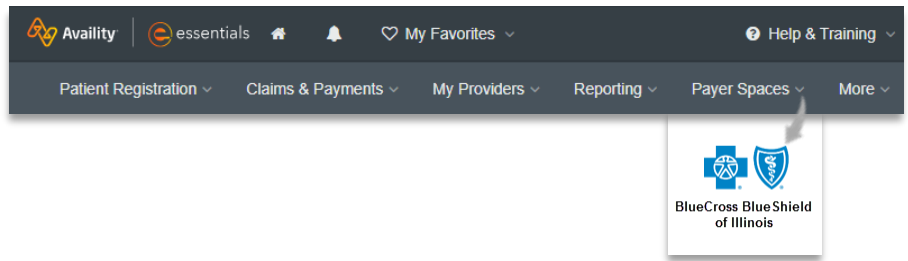 Availity essentials My Favorites Help & Training
Patient Registration Claims & Payments My Providers Reporting Payer Spaces More
BlueCross BlueShield
of Illinois